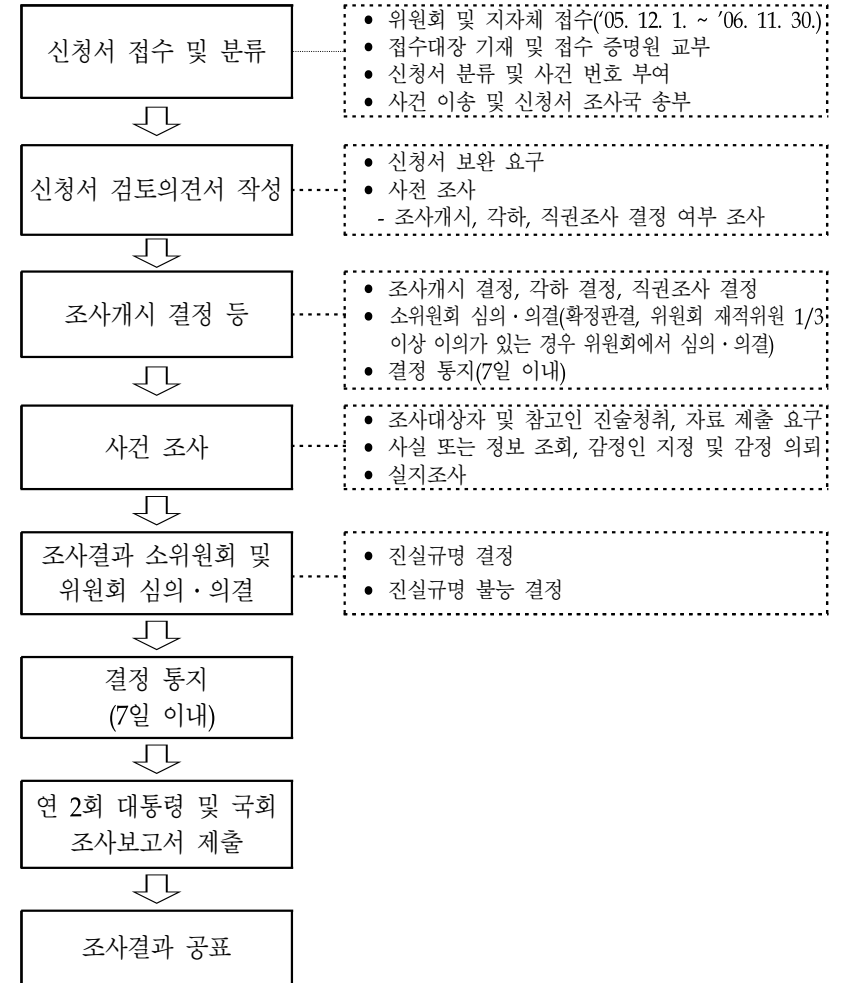 신청서 접수 및 분류
• 위원회 및 지자체 접수('05. 12. 1. ~ '06. 11. 30.)
• 접수대장 기재 및 접수 증명원 교부
• 신청서 분류 및 사건 번호 부여
• 사건 이송 및 신청서 조사국 송부
신청서 검토의견서 작성
• 신청서 보완 요구
• 사전 조사
- 조사개시, 각하, 직권조사 결정 여부 조사
조사개시 결정 등
• 조사개시 결정, 각하 결정, 직권조사 결정
• 소위원회 심의·의결(확정판결, 위원회 재적위원 1/3
이상 이의가 있는 경우 위원회에서 심의·의결)
• 결정 통지(7일 이내)
사건 조사
• 조사대상자 및 참고인 진술청취, 자료 제출 요구
• 사실 또는 정보 조회, 감정인 지정 및 감정 의뢰
• 실지조사
조사결과 소위원회 및
위원회 심의·의결
• 진실규명 결정
• 진실규명 불능 결정
결정 통지
(7일 이내)
연 2회 대통령 및 국회
조사보고서 제출
조사결과 공표